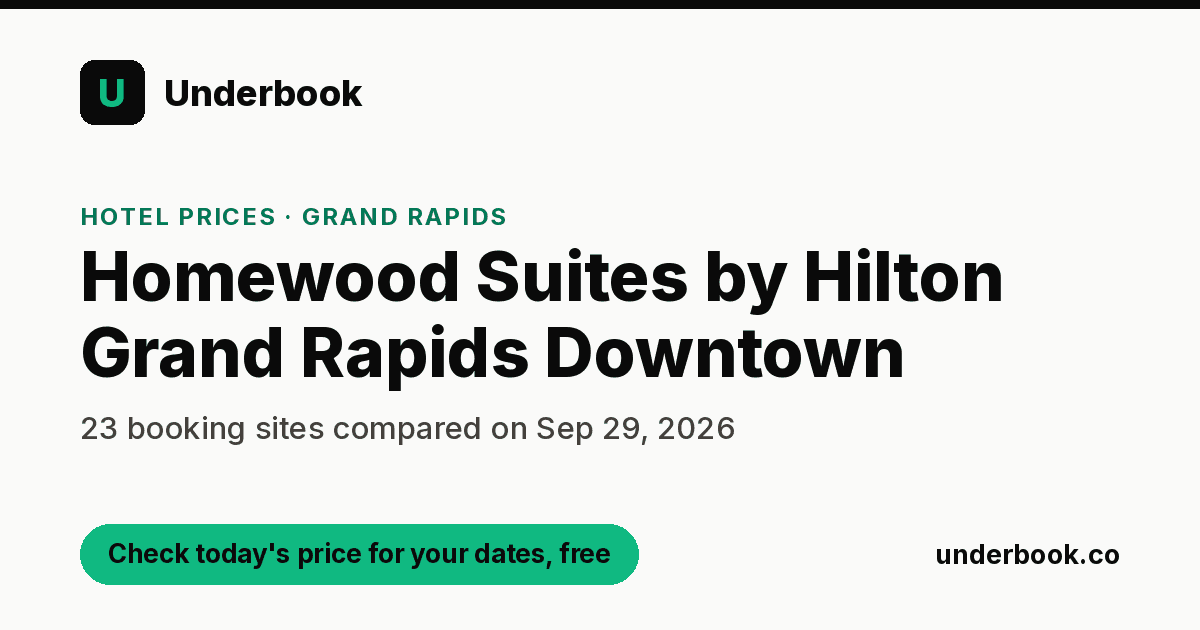 U Underbook
HOTEL PRICES · GRAND RAPIDS
Homewood Suites by Hilton
Grand Rapids Downtown
23 booking sites compared on Sep 29, 2026
Check today's price for your dates, free
underbook.co